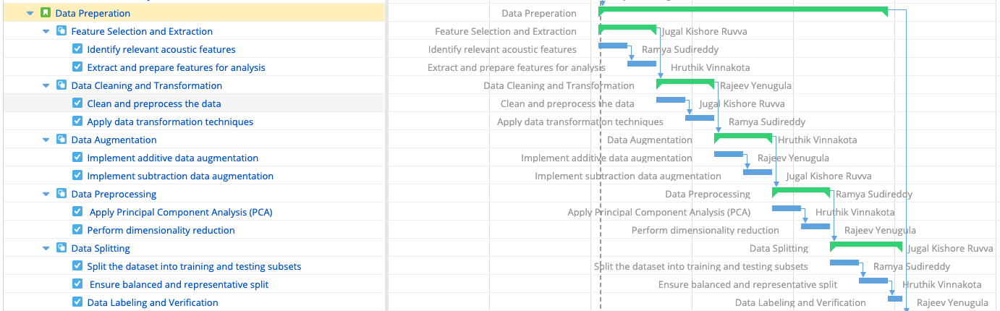 Data Preperation Data Preperation
Feature Selection and Extraction Feature Selection and Extraction Jugal Kishore Ruvva
Identify relevant acoustic features Identify relevant acoustic features Ramya Sudireddy
Extract and prepare features for analysis Extract and prepare features for analysis Hruthik Vinnakota
Data Cleaning and Transformation Data Cleaning and Transformation Rajeev Yenugula
Clean and preprocess the data Clean and preprocess the data Jugal Kishore Ruvva
Apply data transformation techniques Apply data transformation techniques Ramya Sudireddy
Data Augmentation Data Augmentation Hruthik Vinnakota
Implement additive data augmentation Implement additive data augmentation Rajeev Yenugula
Implement subtraction data augmentation Implement subtraction data augmentation Jugal Kishore Ruvva
Data Preprocessing Data Preprocessing Ramya Sudireddy
Apply Principal Component Analysis (PCA) Apply Principal Component Analysis (PCA) Hruthik Vinnakota
Perform dimensionality reduction Perform dimensionality reduction Rajeev Yenugula
Data Splitting Data Splitting Jugal Kishore Ruvva
Split the dataset into training and testing subsets Split the dataset into training and testing subsets Ramya Sudireddy
Ensure balanced and representative split Ensure balanced and representative split Hruthik Vinnakota
Data Labeling and Verification Data Labeling and Verification Rajeev Yenugula